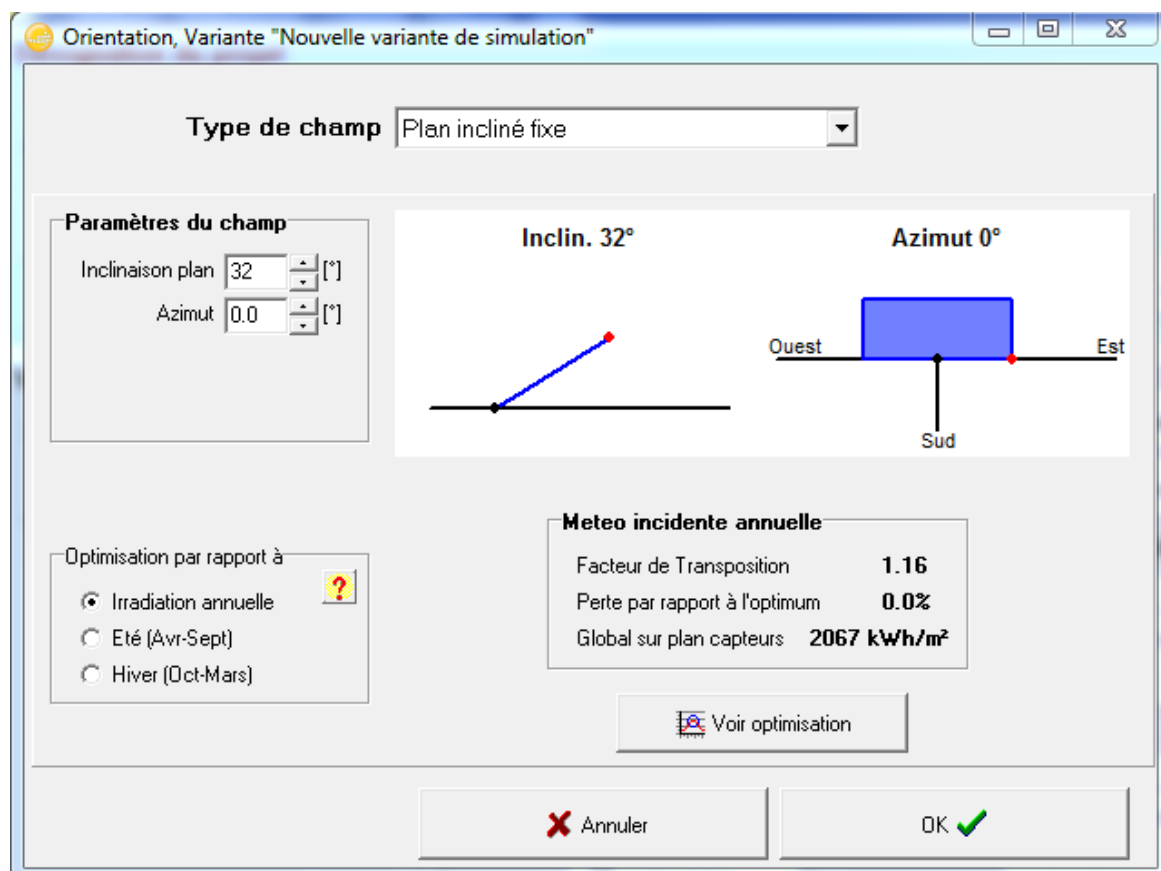 Orientation, Variante "Nouvelle variante de simulation"
Type de champ Plan incliné fixe
Paramètres du champ
Inclinaison plan 32 [°]
Azimut 0.0 [°]
Inclin. 32°
Azimut 0°
Ouest
Est
Sud
Optimisation par rapport à
?
Irradiation annuelle
Eté (Avr-Sept)
Hiver (Oct-Mars)
Meteo incidente annuelle
Facteur de Transposition 1.16
Perte par rapport à l'optimum 0.0%
Global sur plan capteurs 2067 kWh/m²
Voir optimisation
Annuler
OK